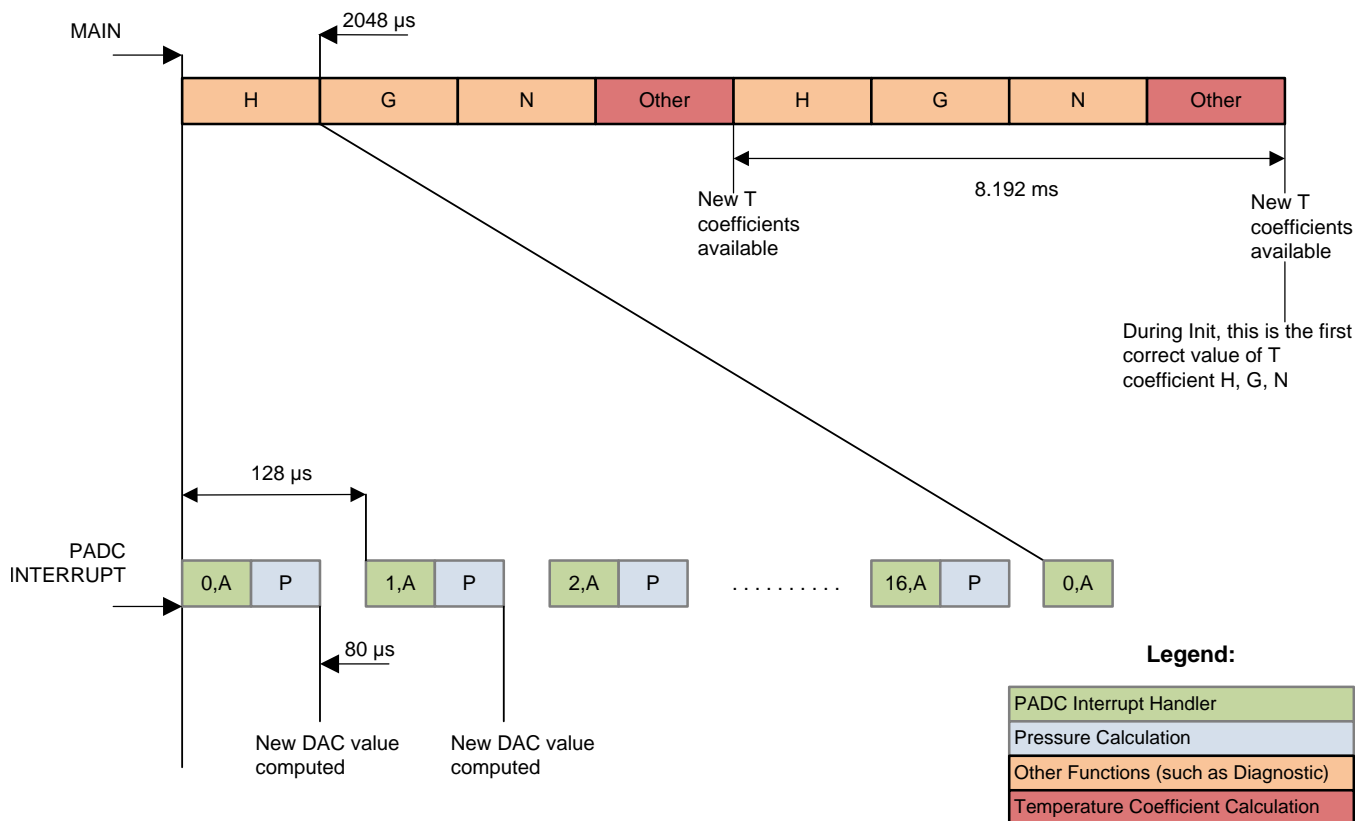 2048 µs
MAIN
H G N Other H G N Other
8.192 ms
New T
coefficients
available
New T
coefficients
available
During Init, this is the first
correct value of T
coefficient H, G, N
128 µs
PADC
INTERRUPT
0,A P 1,A P 2,A P . . . . . . . . . . 16,A P 0,A
80 µs
New DAC value
computed
New DAC value
computed
Legend:
PADC Interrupt Handler
Pressure Calculation
Other Functions (such as Diagnostic)
Temperature Coefficient Calculation